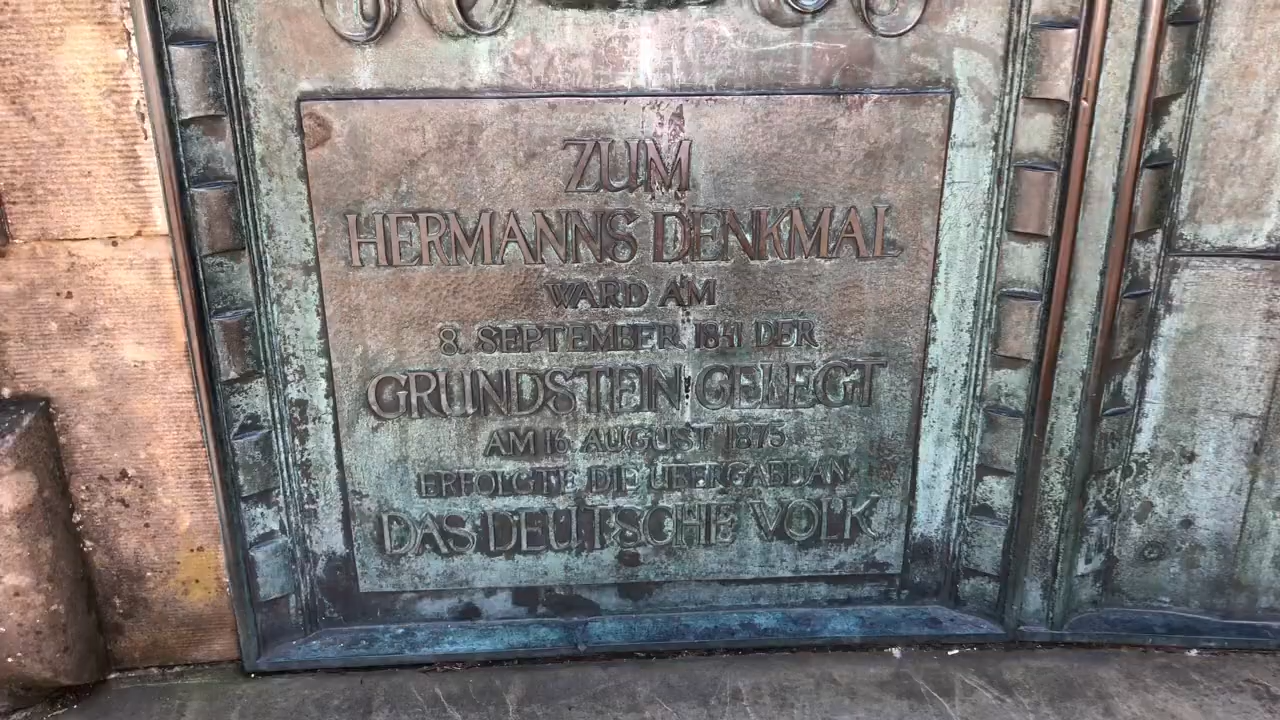 ZUM
HERMANNS DENKMAL
WARD AM
8. SEPTEMBER 1841 DER
GRUNDSTEIN GELEGT
AM 16. AUGUST 1875
ERFOLGTE DIE ÜBERGABE AN
DAS DEUTSCHE VOLK